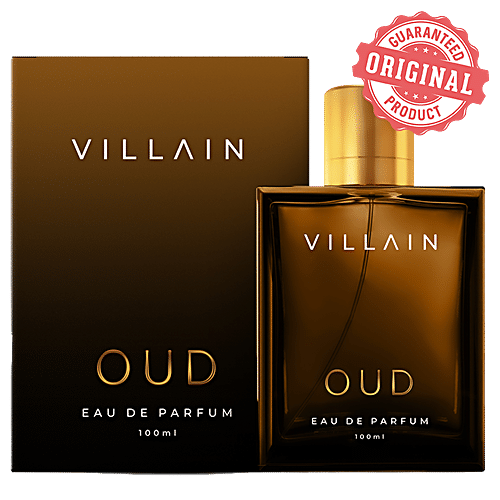 VILLAIN
OUD
EAU DE PARFUM
100ml
GUARANTEED
ORIGINAL
PRODUCT
VILLAIN
OUD
EAU DE PARFUM
100ml